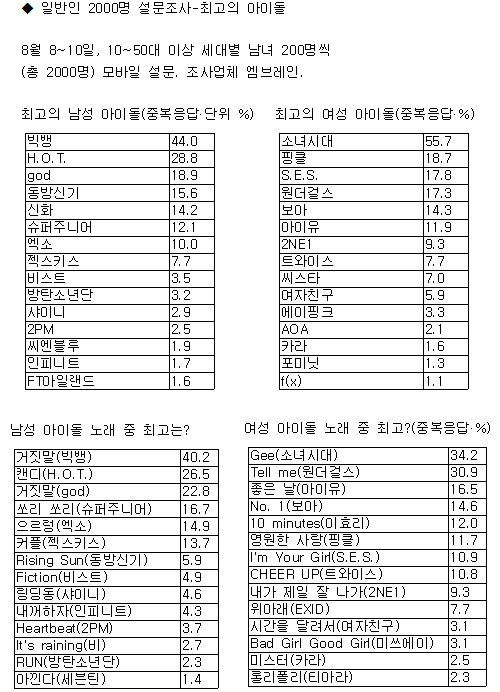 ◆ 일반인 2000명 설문조사-최고의 아이돌
8월 8~10일, 10~50대 이상 세대별 남녀 200명씩
(총 2000명) 모바일 설문. 조사업체 엠브레인.
최고의 남성 아이돌(중복응답·단위 %)
빅뱅 44.0
H.O.T. 28.8
god 18.9
동방신기 15.6
신화 14.2
슈퍼주니어 12.1
엑소 10.0
젝스키스 7.7
비스트 3.5
방탄소년단 3.2
샤이니 2.9
2PM 2.5
씨엔블루 1.9
인피니트 1.7
FT아일랜드 1.6
최고의 여성 아이돌(중복응답·%)
소녀시대 55.7
핑클 18.7
S.E.S. 17.8
원더걸스 17.3
보아 14.3
아이유 11.9
2NE1 9.3
트와이스 7.7
씨스타 7.0
여자친구 5.9
에이핑크 3.3
AOA 2.1
카라 1.6
포미닛 1.3
f(x) 1.1
남성 아이돌 노래 중 최고는?
거짓말(빅뱅) 40.2
캔디(H.O.T.) 26.5
거짓말(god) 22.8
쏘리 쏘리(슈퍼주니어) 16.7
으르렁(엑소) 14.9
커플(젝스키스) 13.7
Rising Sun(동방신기) 5.9
Fiction(비스트) 4.9
링딩동(샤이니) 4.6
내꺼하자(인피니트) 4.3
Heartbeat(2PM) 3.7
It's raining(비) 2.7
RUN(방탄소년단) 2.3
아낀다(세븐틴) 1.4
여성 아이돌 노래 중 최고?(중복응답·%)
Gee(소녀시대) 34.2
Tell me(원더걸스) 30.9
좋은 날(아이유) 16.5
No. 1(보아) 14.6
10 minutes(이효리) 12.0
영원한 사랑(핑클) 11.7
I'm Your Girl(S.E.S.) 10.9
CHEER UP(트와이스) 10.8
내가 제일 잘 나가(2NE1) 9.3
위아래(EXID) 7.7
시간을 달려서(여자친구) 3.1
Bad Girl Good Girl(미쓰에이) 3.1
미스터(카라) 2.5
롤리폴리(티아라) 2.3